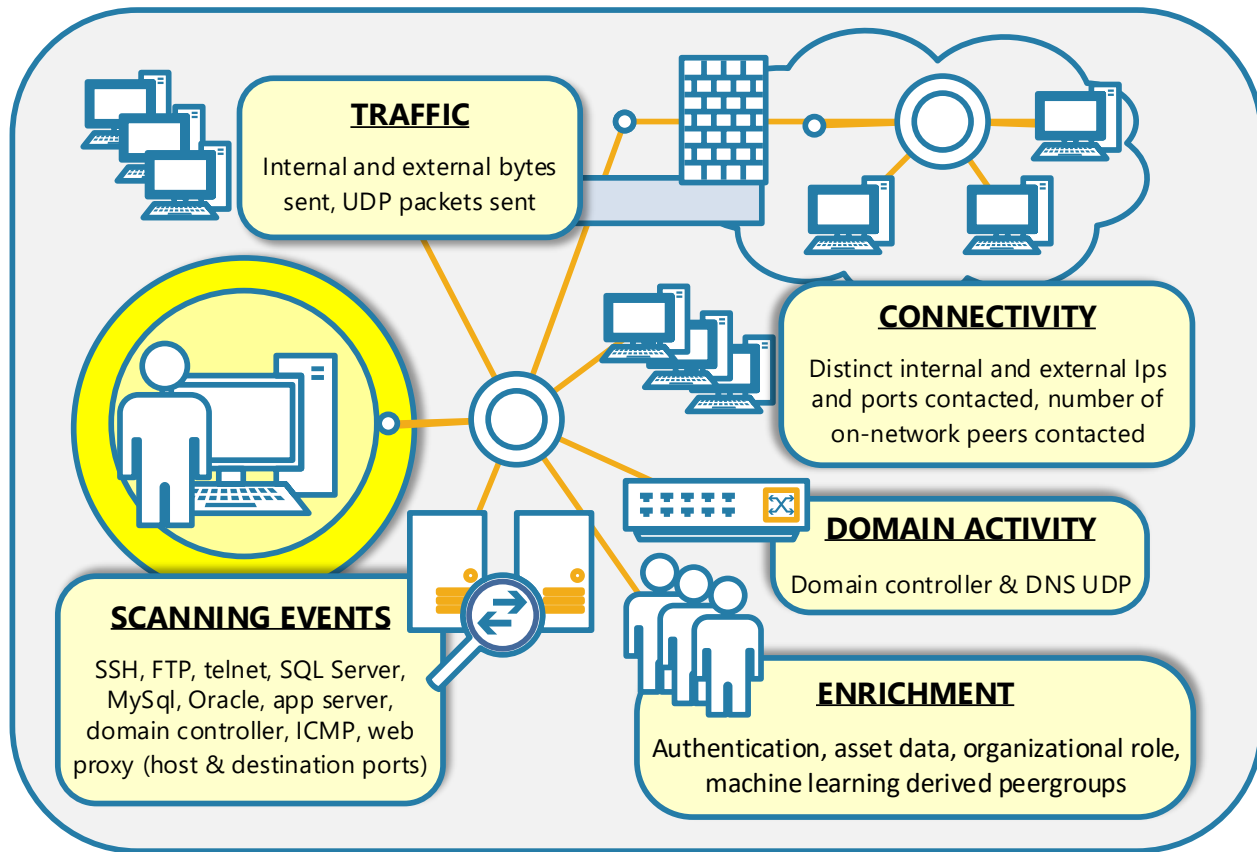 TRAFFIC
Internal and external bytes
sent, UDP packets sent
CONNECTIVITY
Distinct internal and external Ips
and ports contacted, number of
on-network peers contacted
DOMAIN ACTIVITY
Domain controller & DNS UDP
SCANNING EVENTS
SSH, FTP, telnet, SQL Server,
MySql, Oracle, app server,
domain controller, ICMP, web
proxy (host & destination ports)
ENRICHMENT
Authentication, asset data, organizational role,
machine learning derived peergroups